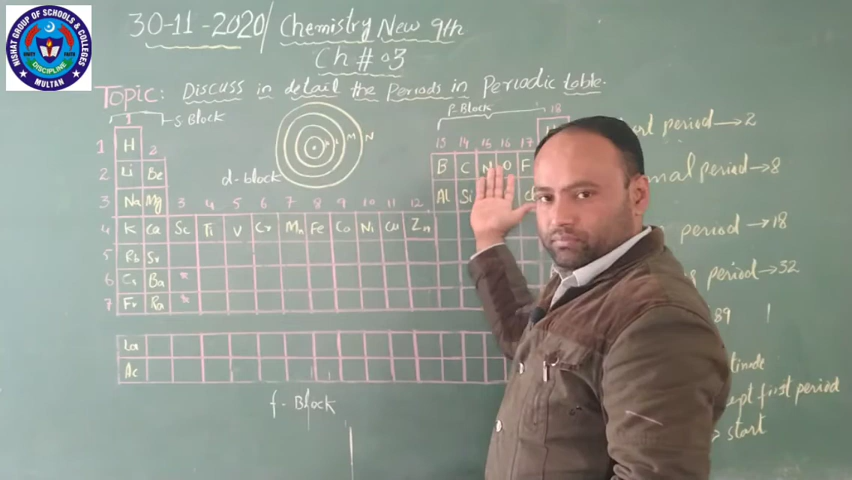 NISHAT GROUP OF SCHOOLS & COLLEGES
UNITY FAITH
DISCIPLINE
MULTAN
30-11-2020/ Chemistry New 9th
Ch # 03
Topic: Discuss in detail the Periods in Periodic table.
1 S Block
P-Block 18
1 H 2
13 14 15 16 17
K L M N
2 Li Be
d-block
B C N O F
3 Na Mg
3 4 5 6 7 8 9 10 11 12
Al Si
4 K Ca Sc Ti V Cr Mn Fe Co Ni Cu Zn
5 Rb Sr
6 Cs Ba *
7 Fr Ra *
La
Ac
f-Block
period → 2
mal period → 8
period → 18
period → 32
89
ept first period
start